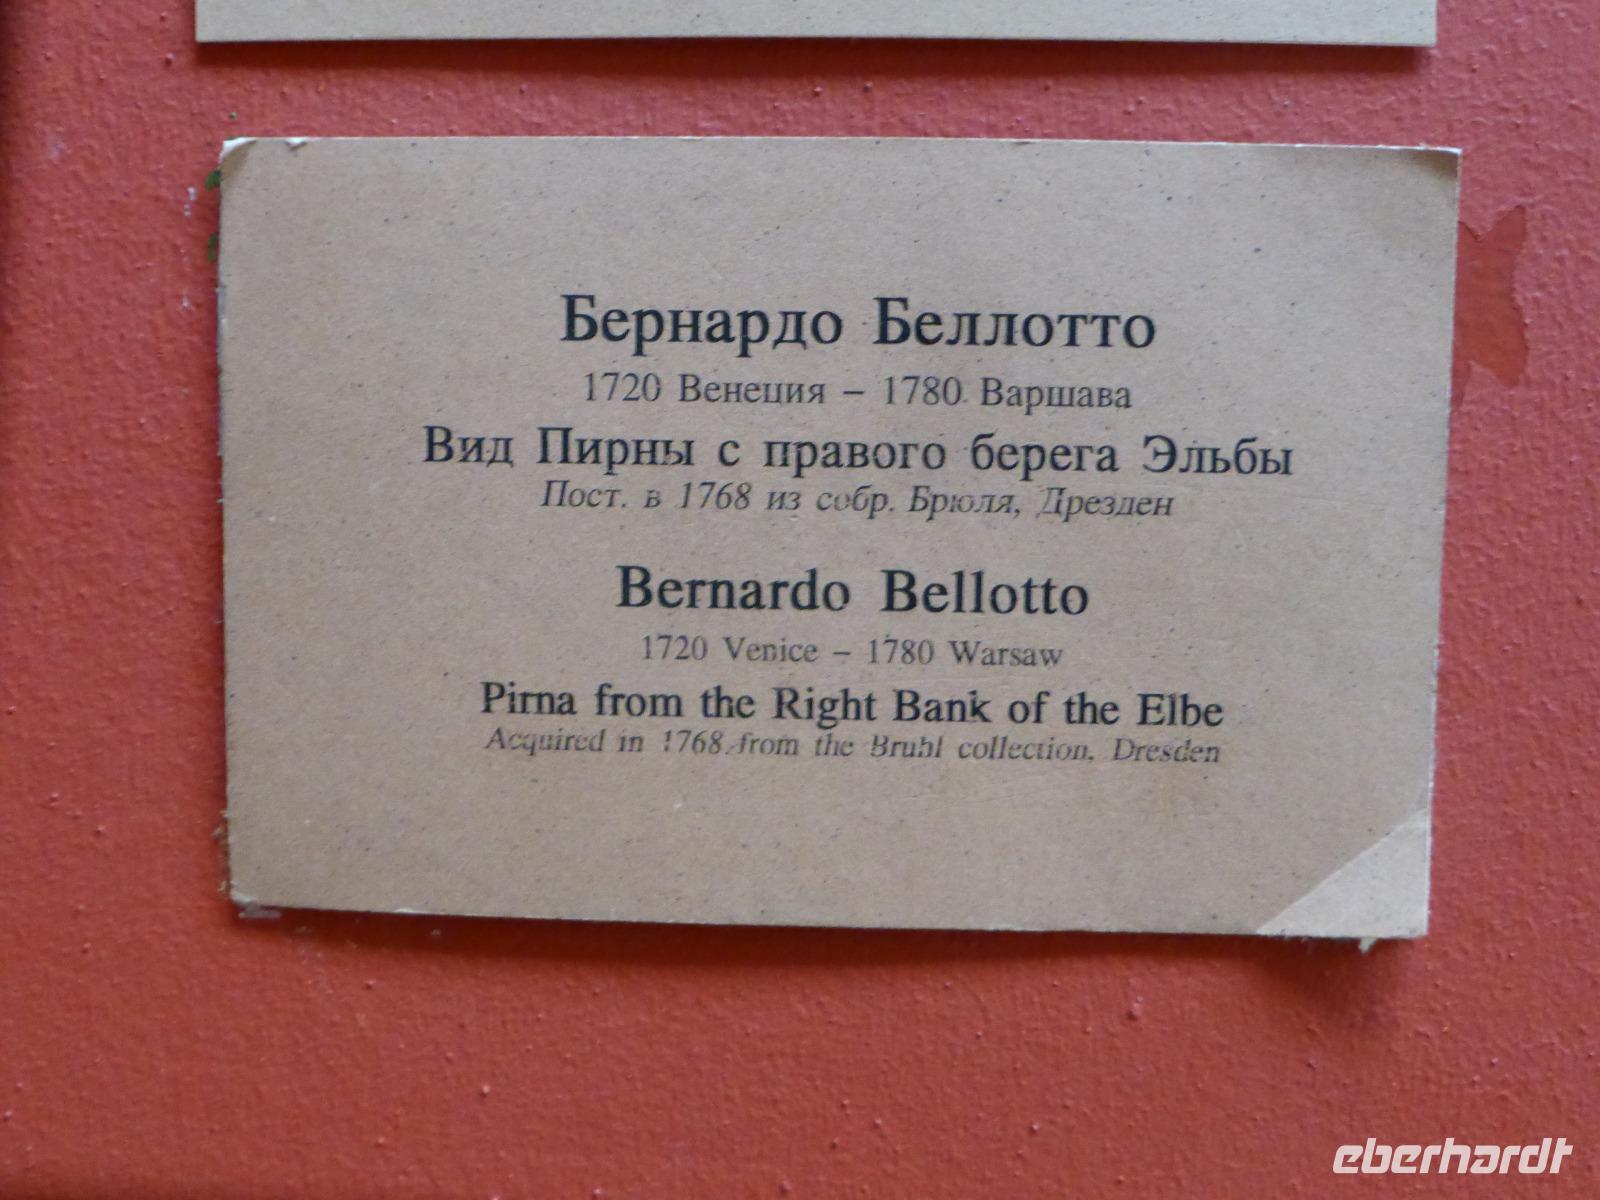 Бернардо Беллотто
1720 Венеция – 1780 Варшава
Вид Пирны с правого берега Эльбы
Пост. в 1768 из собр. Брюля, Дрезден
Bernardo Bellotto
1720 Venice – 1780 Warsaw
Pirna from the Right Bank of the Elbe
Acquired in 1768 from the Bruhl collection, Dresden
eberhardt